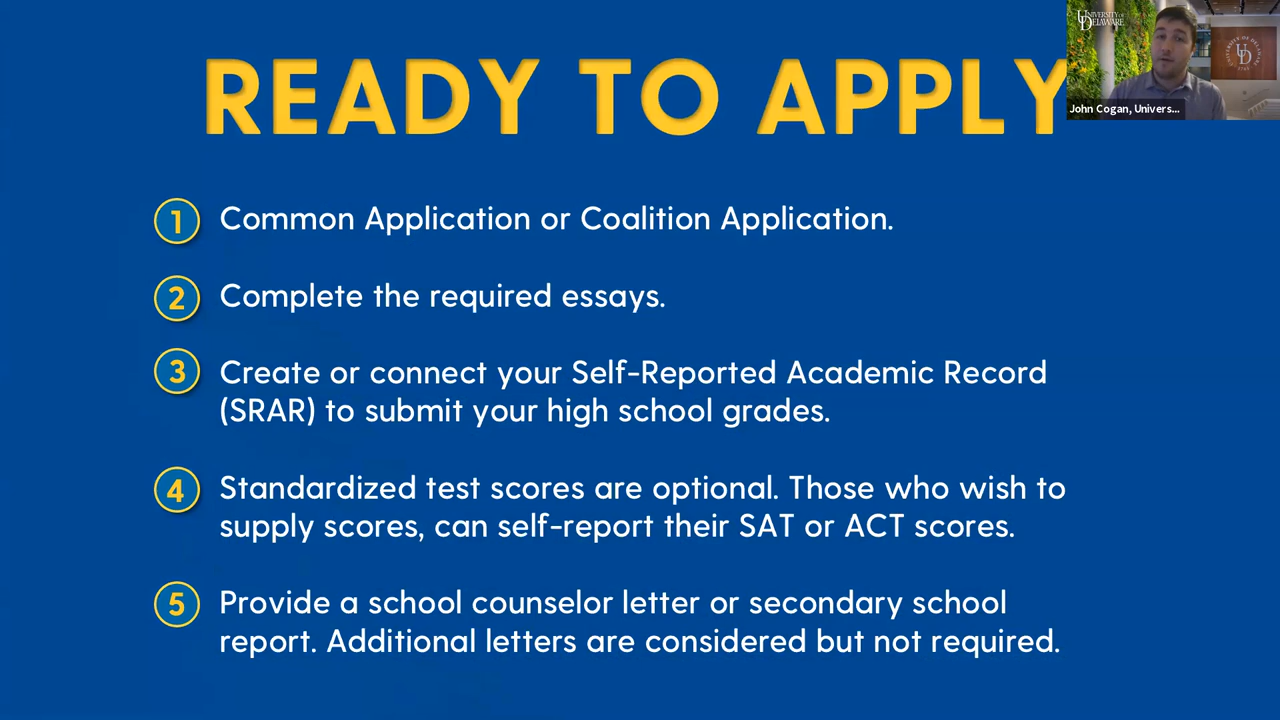 READY TO APPLY
UNIVERSITY OF
DELAWARE
John Cogan, Univers...
1 Common Application or Coalition Application.
2 Complete the required essays.
3 Create or connect your Self-Reported Academic Record
(SRAR) to submit your high school grades.
4 Standardized test scores are optional. Those who wish to
supply scores, can self-report their SAT or ACT scores.
5 Provide a school counselor letter or secondary school
report. Additional letters are considered but not required.